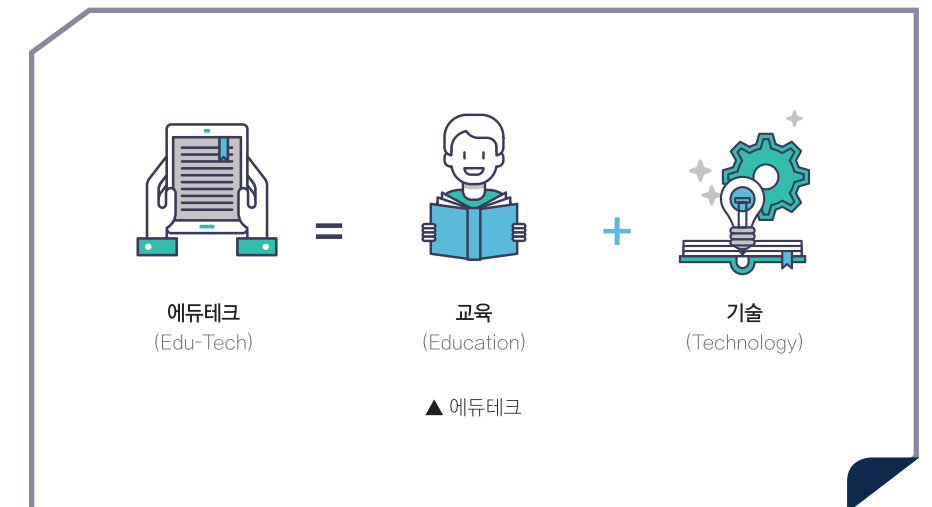 에듀테크 = 교육 + 기술
(Edu-Tech) (Education) (Technology)
▲ 에듀테크